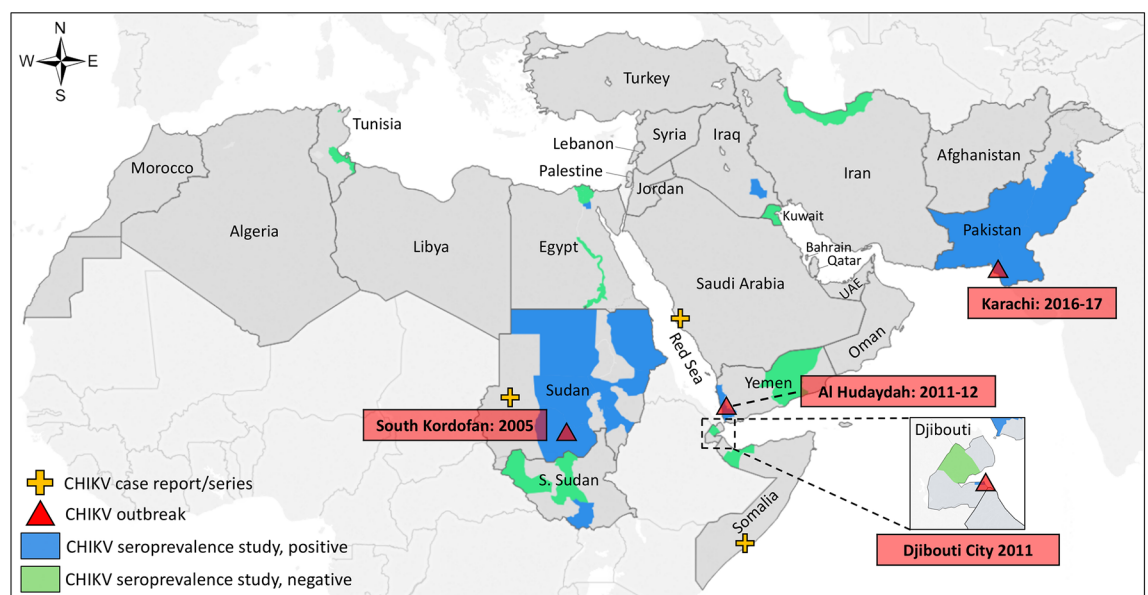 N
W E
S
Turkey
Tunisia
Syria
Iraq
Lebanon
Afghanistan
Morocco
Palestine
Iran
Jordan
Kuwait
Algeria
Libya
Egypt
Pakistan
Bahrain
Qatar
Saudi Arabia
UAE
Karachi: 2016-17
Oman
Red Sea
Sudan
Yemen
Al Hudaydah: 2011-12
South Kordofan: 2005
Djibouti
S. Sudan
Somalia
Djibouti City 2011
CHIKV case report/series
CHIKV outbreak
CHIKV seroprevalence study, positive
CHIKV seroprevalence study, negative